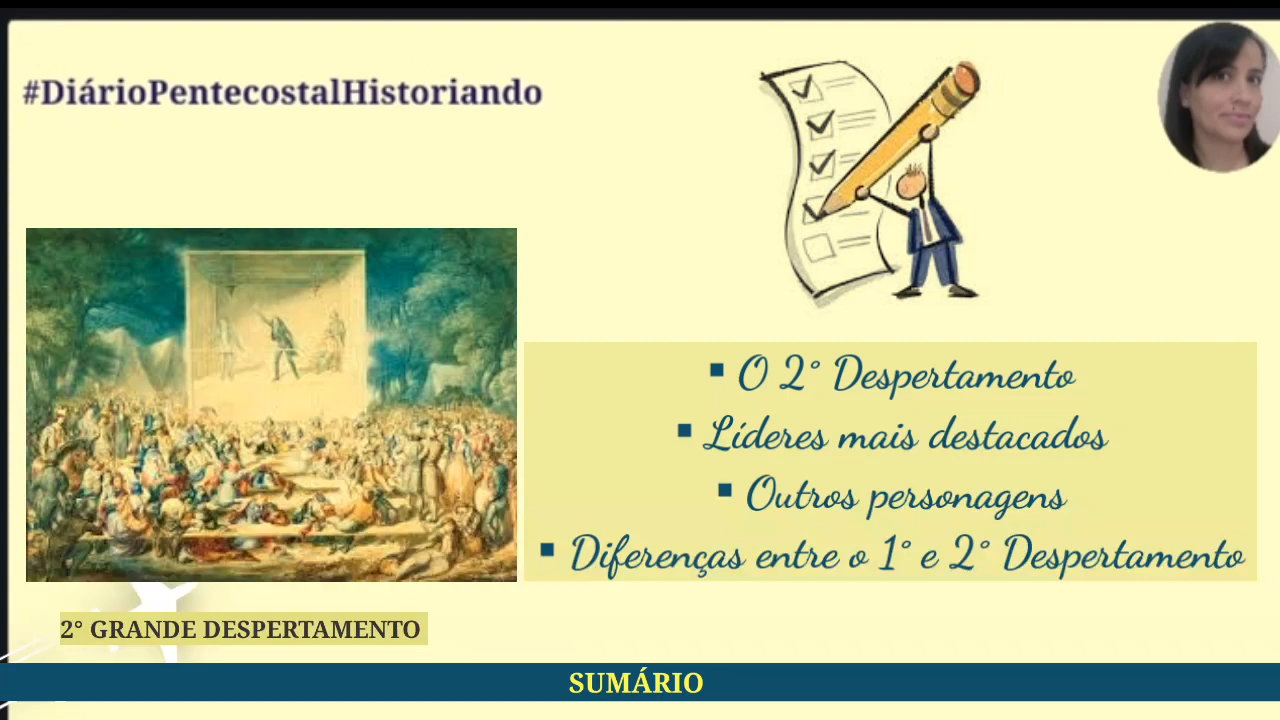 #DiárioPentecostalHistoriando
▪ O 2° Despertamento
▪ Líderes mais destacados
▪ Outros personagens
▪ Diferenças entre o 1° e 2° Despertamento
2° GRANDE DESPERTAMENTO
SUMÁRIO